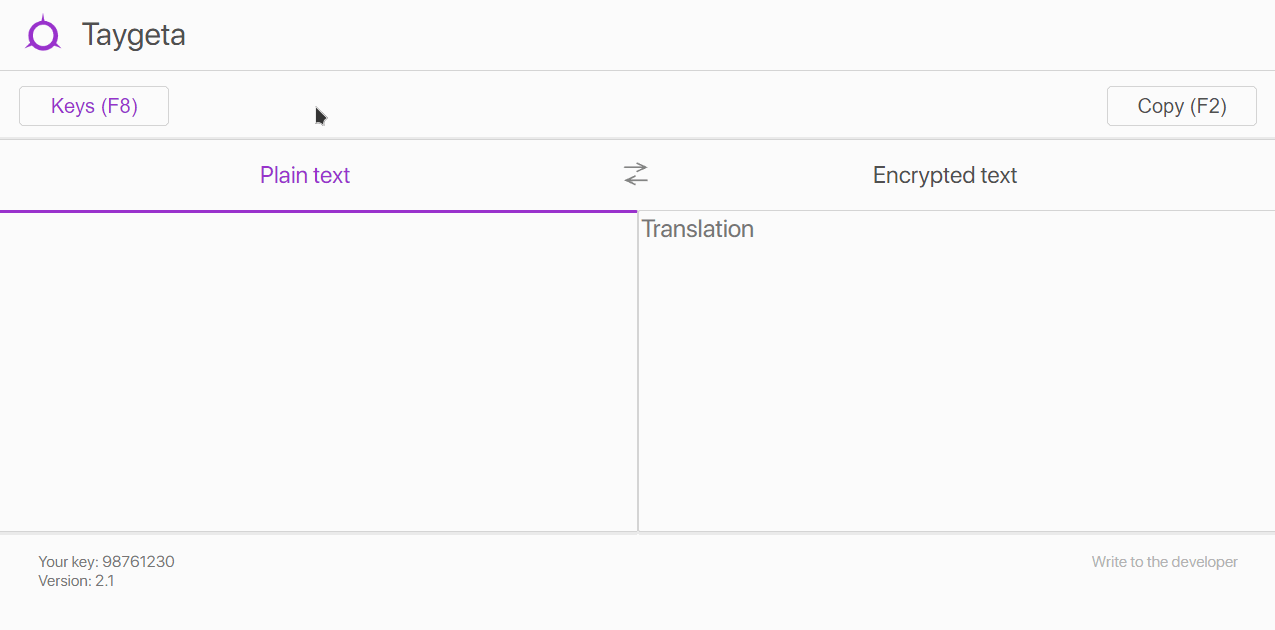 Taygeta
Keys (F8)
Copy (F2)
Plain text
Encrypted text
Translation
Your key: 98761230
Version: 2.1
Write to the developer